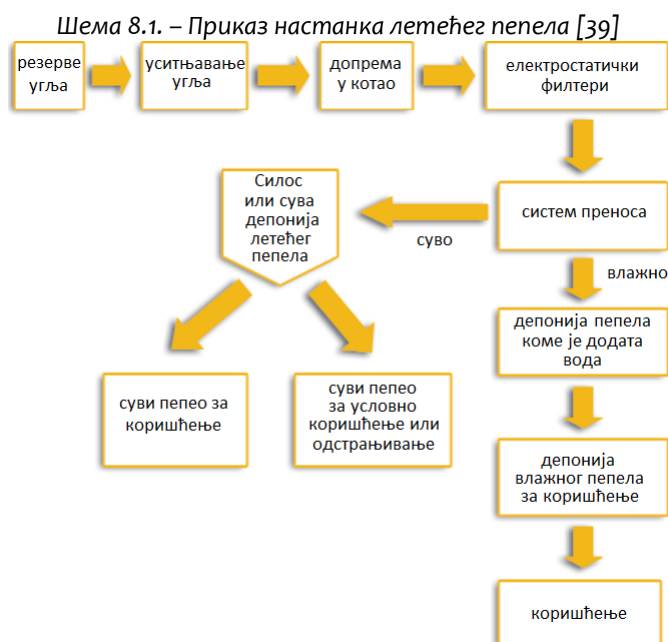 Шема 8.1. – Приказ настанка летећег пепела [39]
резерве
угља
уситњавање
угља
допрема
у котао
електростатички
филтери
Силос
или сува
депонија
летећег
пепела
суво
систем преноса
влажно
депонија пепела
коме је додата
вода
суви пепео за
коришћење
суви пепео
за условно
коришћење или
одстрањивање
депонија
влажног пепела
за коришћење
коришћење